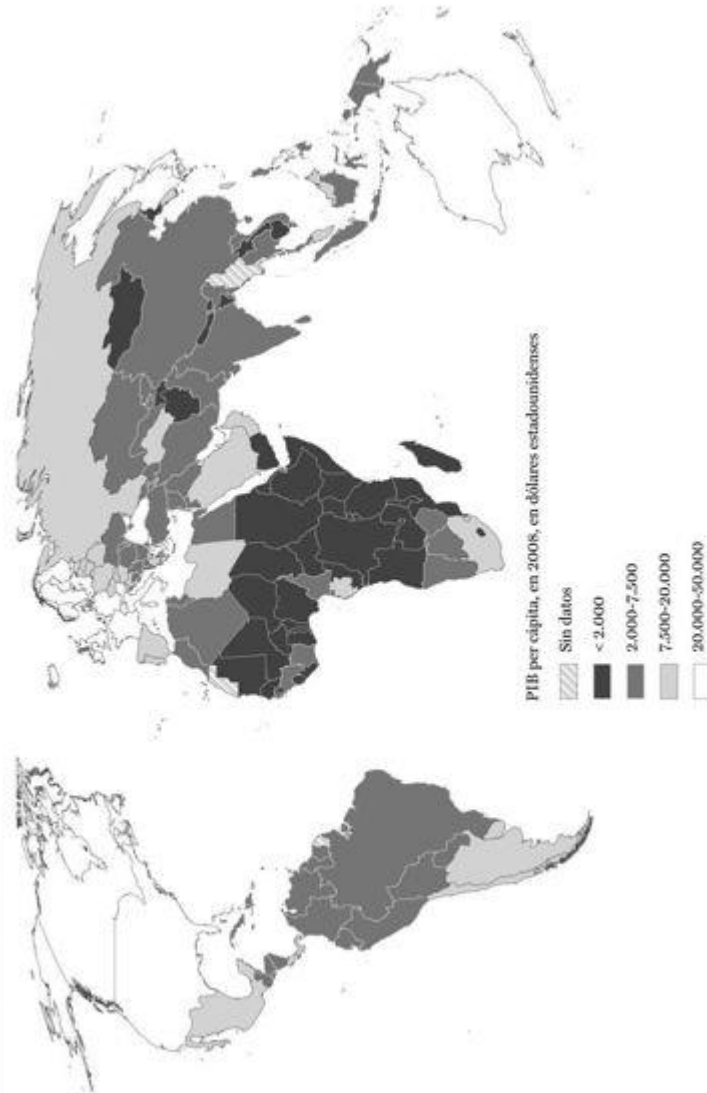 PIB per cápita, en 2008, en dólares estadounidenses
Sin datos
< 2.000
2.000-7.500
7.500-20.000
20.000-50.000